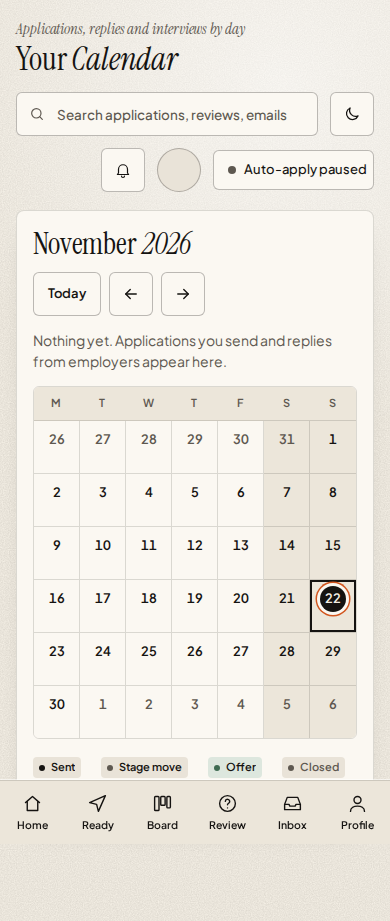 Applications, replies and interviews by day
Your Calendar
Search applications, reviews, emails
Auto-apply paused
November 2026
Today
Nothing yet. Applications you send and replies
from employers appear here.
M T W T F S S
26 27 28 29 30 31 1
2 3 4 5 6 7 8
9 10 11 12 13 14 15
16 17 18 19 20 21 22
23 24 25 26 27 28 29
30 1 2 3 4 5 6
Sent Stage move Offer Closed
Home Ready Board Review Inbox Profile